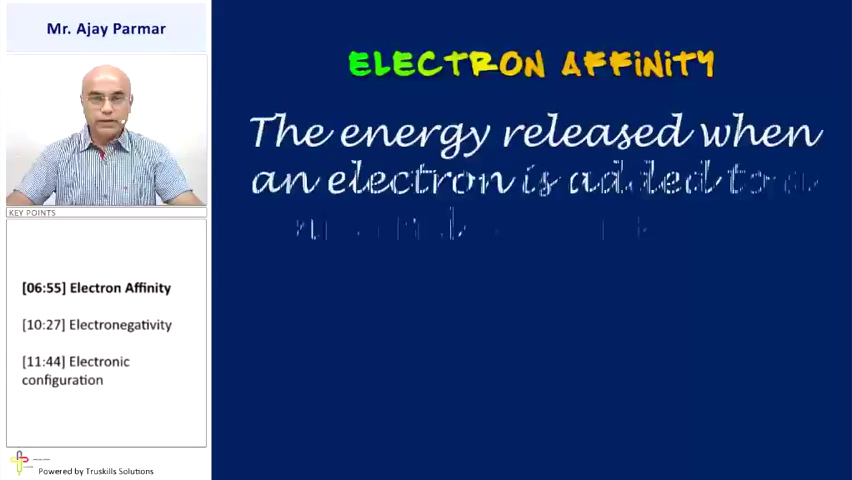 Mr. Ajay Parmar
KEY POINTS
[06:55] Electron Affinity
[10:27] Electronegativity
[11:44] Electronic
configuration
Powered by Truskills Solutions
ELECTRON AFFINITY
The energy released when
an electron is added to a